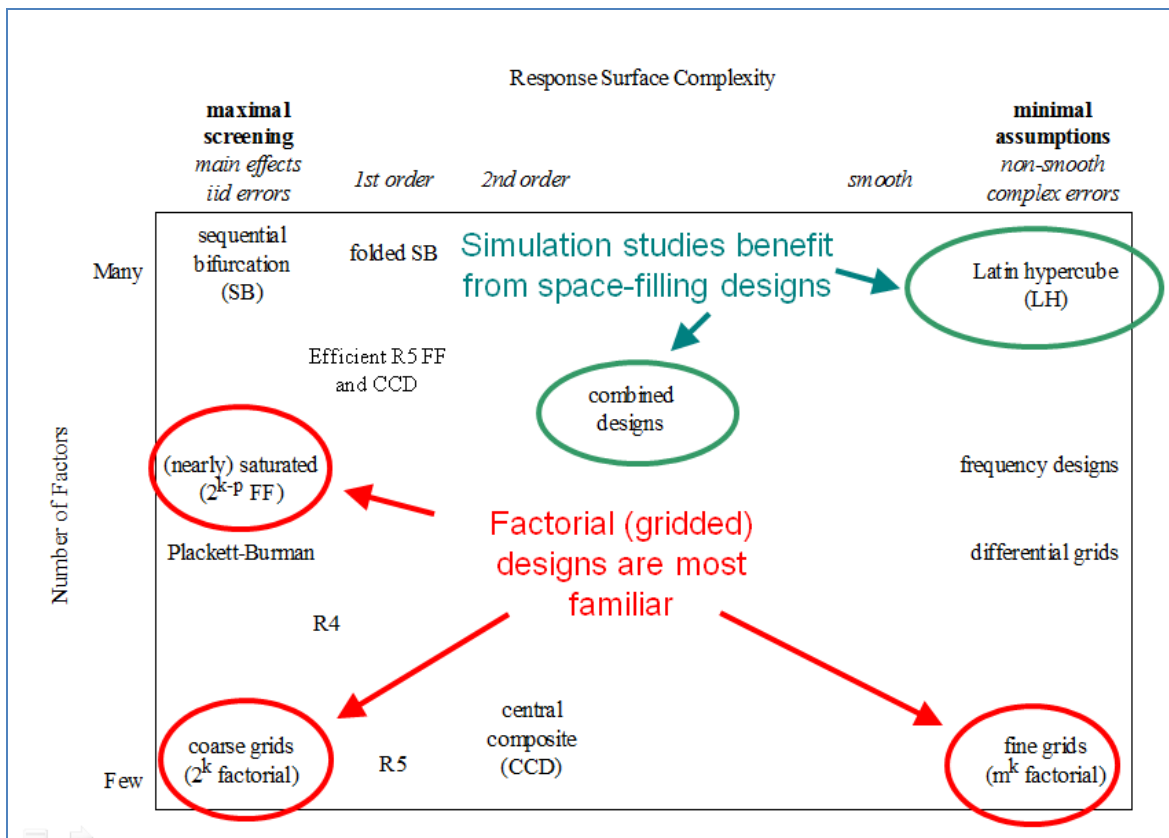 Response Surface Complexity
maximal
screening
main effects
iid errors
1st order
2nd order
smooth
minimal
assumptions
non-smooth
complex errors
Number of Factors
Many
sequential
bifurcation
(SB)
folded SB
Simulation studies benefit
from space-filling designs
Latin hypercube
(LH)
Efficient R5 FF
and CCD
combined
designs
(nearly) saturated
(2^k-p FF)
frequency designs
Factorial (gridded)
designs are most
familiar
Plackett-Burman
differential grids
R4
Few
coarse grids
(2^k factorial)
R5
central
composite
(CCD)
fine grids
(m^k factorial)